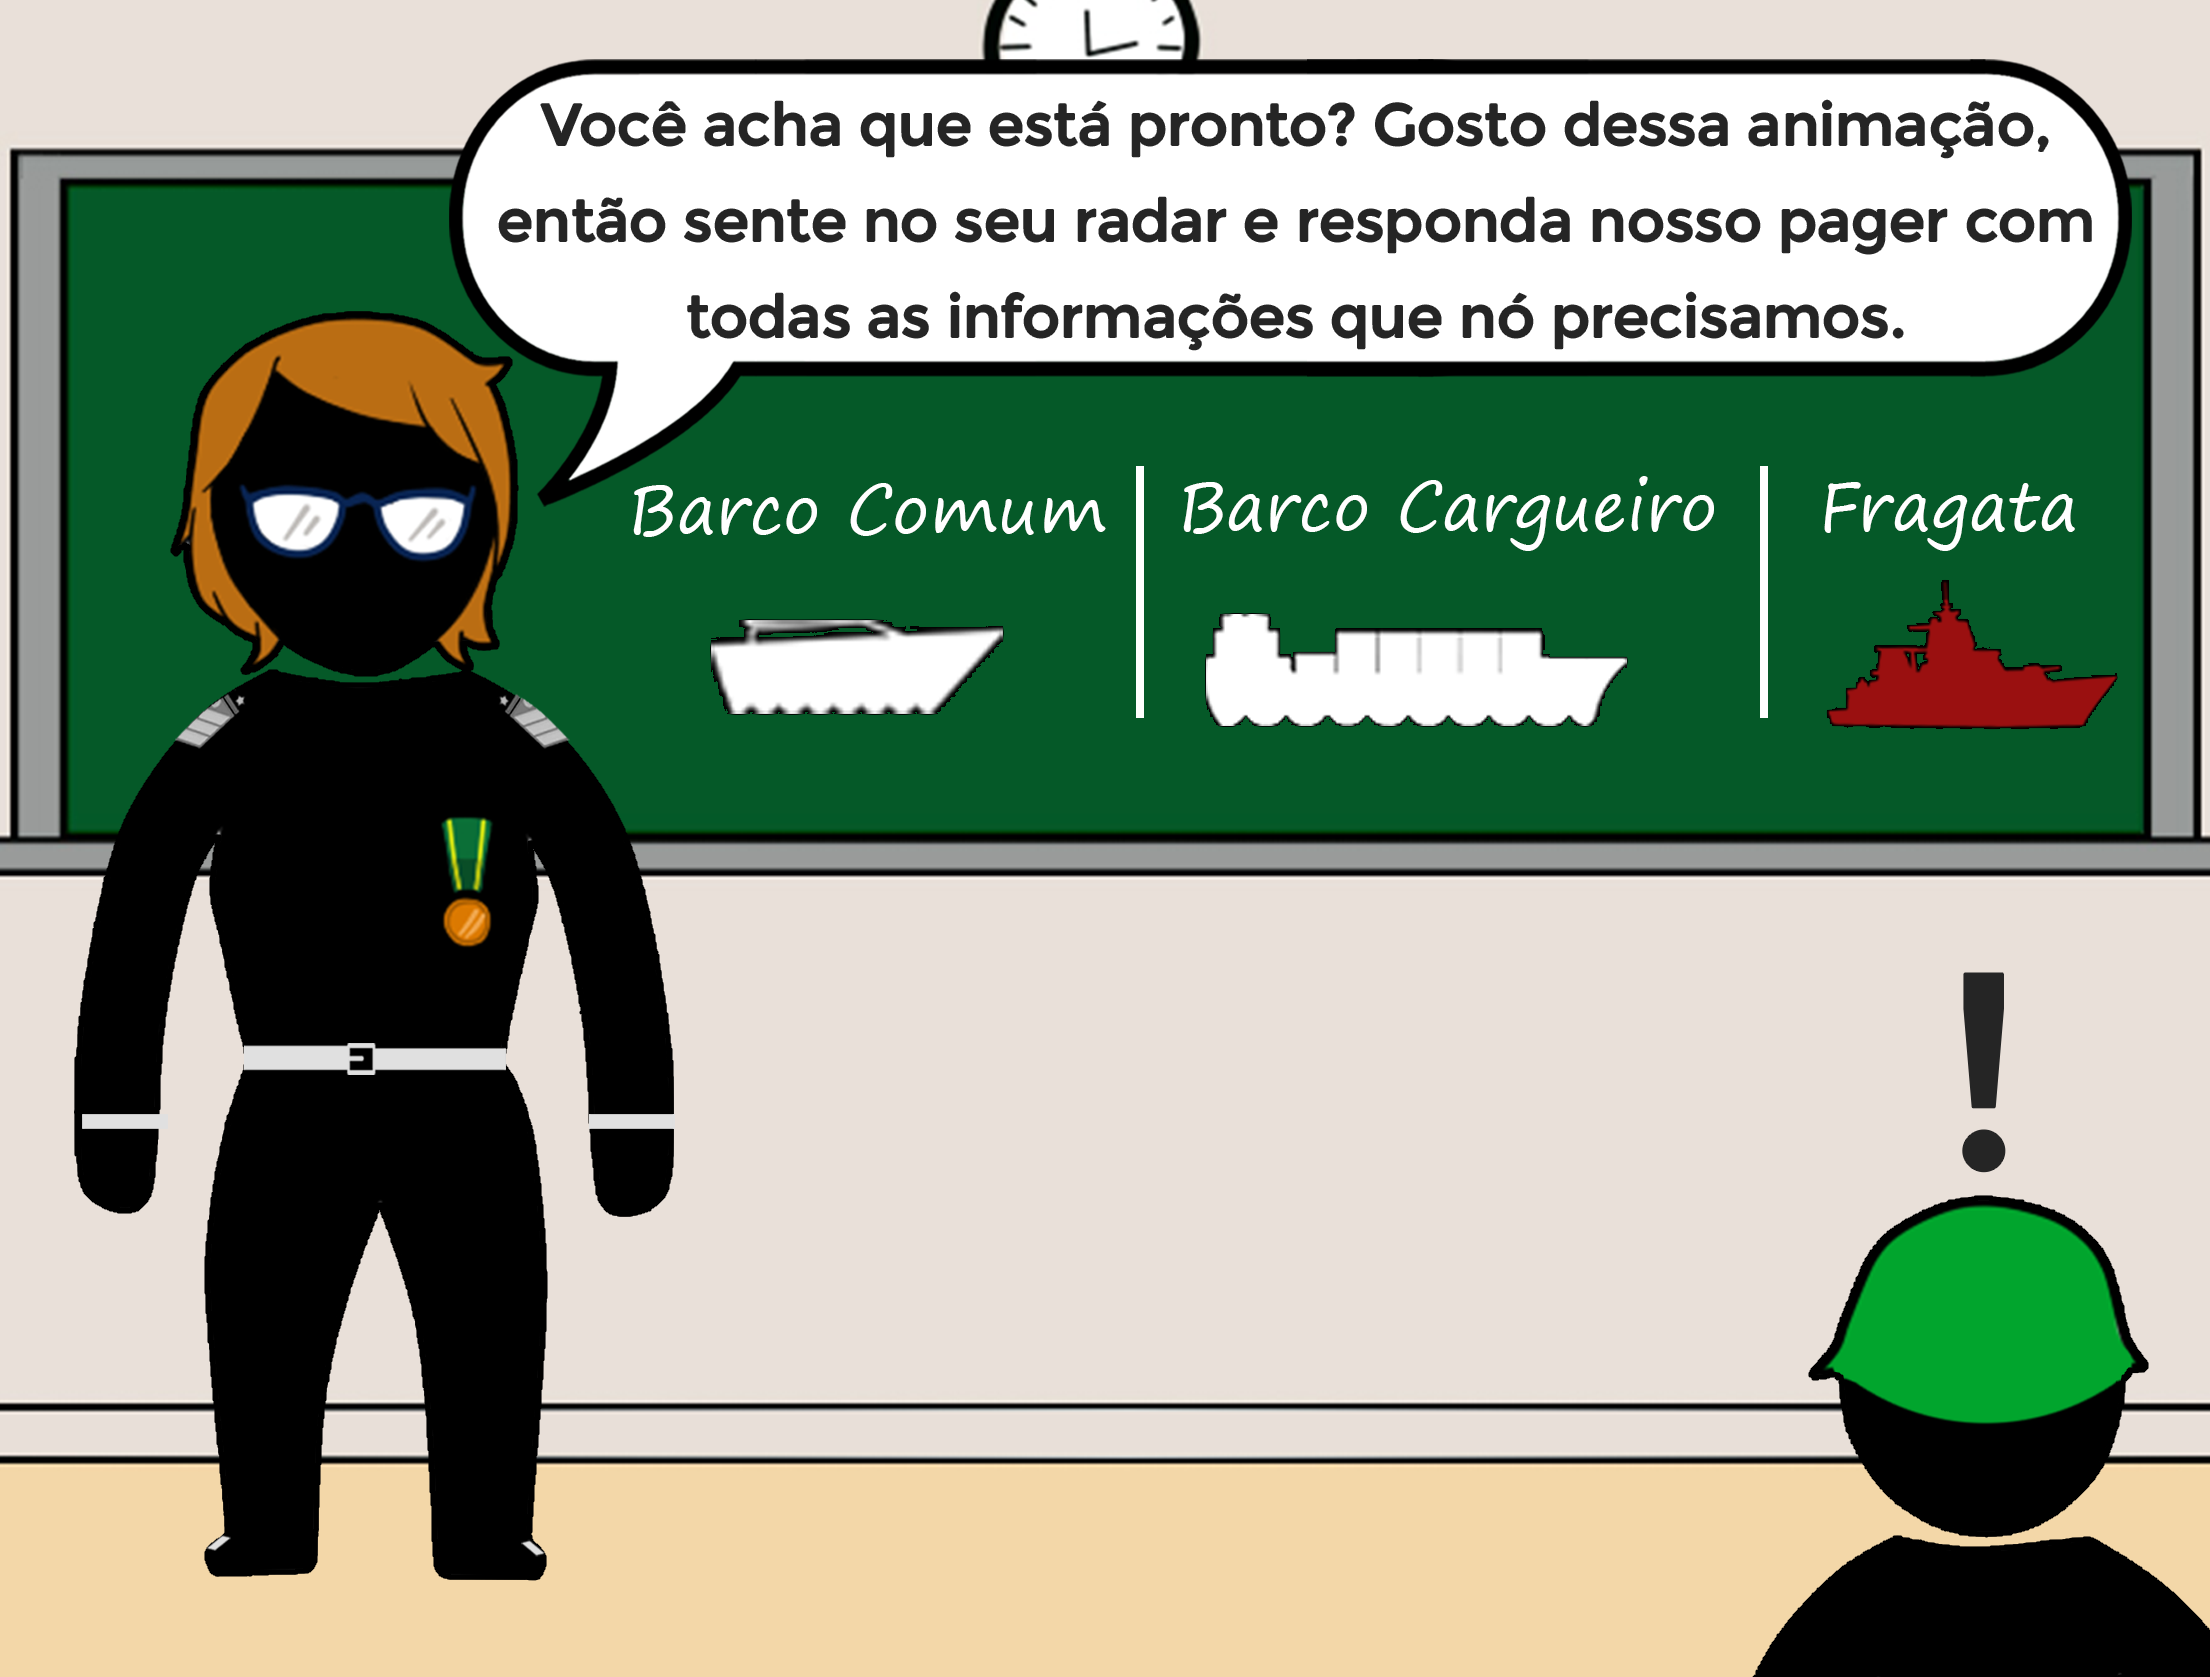 Você acha que está pronto? Gosto dessa animação,
então sente no seu radar e responda nosso pager com
todas as informações que nó precisamos.
Barco Comum
Barco Cargueiro
Fragata
!